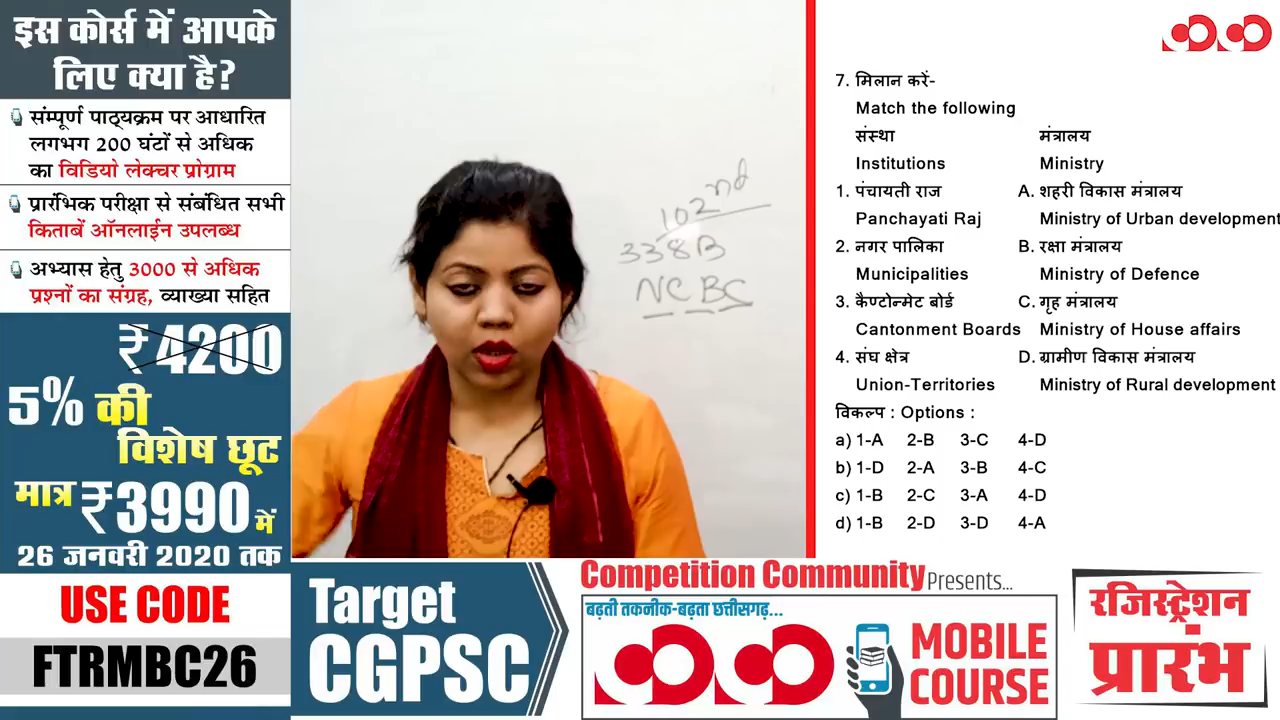 इस कोर्स में आपके
लिए क्या है?
संम्पूर्ण पाठ्यक्रम पर आधारित
लगभग 200 घंटों से अधिक
का विडियो लेक्चर प्रोग्राम
प्रारंभिक परीक्षा से संबंधित सभी
किताबें ऑनलाईन उपलब्ध
अभ्यास हेतु 3000 से अधिक
प्रश्नों का संग्रह, व्याख्या सहित
₹4200
5% की
विशेष छूट
मात्र ₹3990 में
26 जनवरी 2020 तक
USE CODE
FTRMBC26
102nd
338B
NCBC
7. मिलान करें-
Match the following
संस्था मंत्रालय
Institutions Ministry
1. पंचायती राज A. शहरी विकास मंत्रालय
Panchayati Raj Ministry of Urban development
2. नगर पालिका B. रक्षा मंत्रालय
Municipalities Ministry of Defence
3. कैण्टोन्मेट बोर्ड C. गृह मंत्रालय
Cantonment Boards Ministry of House affairs
4. संघ क्षेत्र D. ग्रामीण विकास मंत्रालय
Union-Territories Ministry of Rural development
विकल्प : Options :
a) 1-A 2-B 3-C 4-D
b) 1-D 2-A 3-B 4-C
c) 1-B 2-C 3-A 4-D
d) 1-B 2-D 3-D 4-A
Target
CGPSC
Competition Community Presents...
बढ़ती तकनीक-बढ़ता छत्तीसगढ़...
MOBILE
COURSE
रजिस्ट्रेशन
प्रारंभ